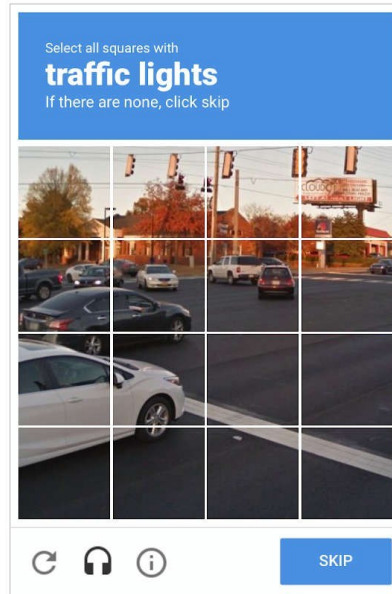 Select all squares with
traffic lights
If there are none, click skip
SKIP